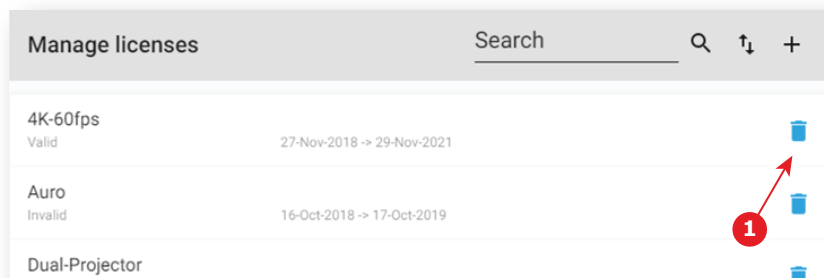 Manage licenses Search
4K-60fps
Valid 27-Nov-2018 -> 29-Nov-2021
Auro
Invalid 16-Oct-2018 -> 17-Oct-2019
1
Dual-Projector